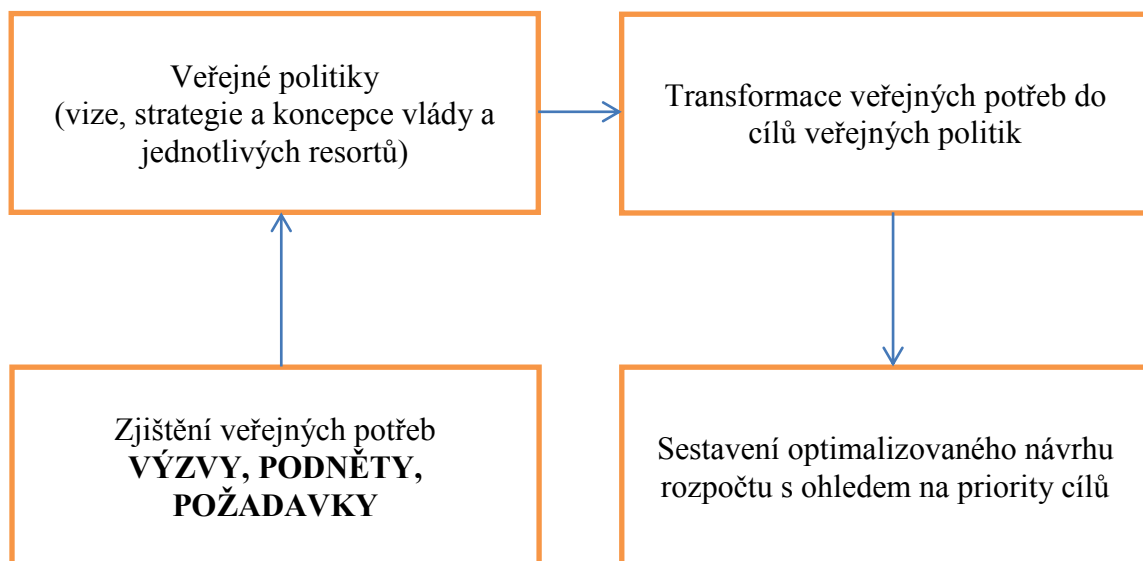 Veřejné politiky
(vize, strategie a koncepce vlády a
jednotlivých resortů)
Transformace veřejných potřeb do
cílů veřejných politik
Zjištění veřejných potřeb
VÝZVY, PODNĚTY,
POŽADAVKY
Sestavení optimalizovaného návrhu
rozpočtu s ohledem na priority cílů